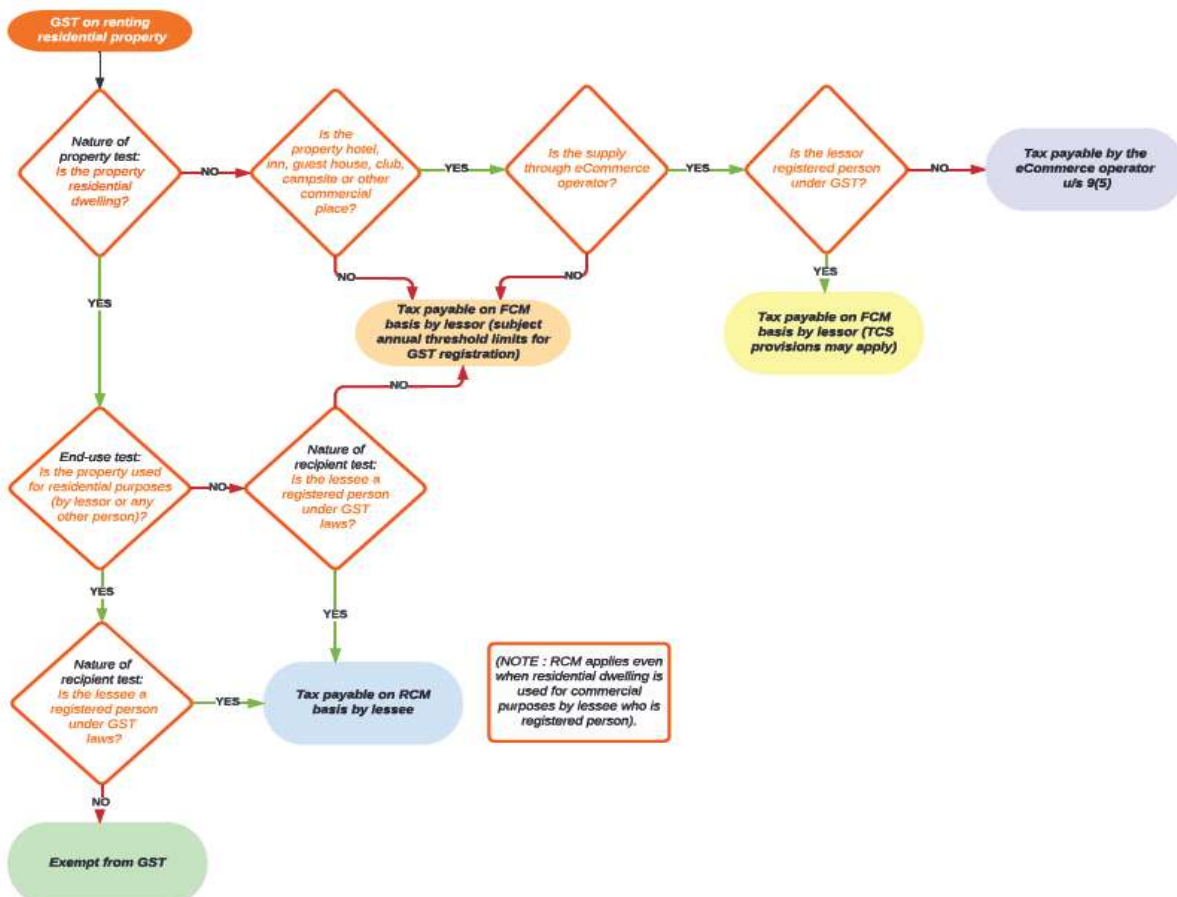 GST on renting
residential property
Nature of
property test:
Is the property
residential
dwelling?
NO
Is the
property hotel,
inn, guest house, club,
campsite or other
commercial
place?
YES
Is the supply
through eCommerce
operator?
YES
Is the lessor
registered person
under GST?
NO
Tax payable by the
eCommerce operator
u/s 9(5)
YES
NO
NO
YES
Tax payable on FCM
basis by lessor (subject
annual threshold limits for
GST registration)
Tax payable on FCM
basis by lessor (TCS
provisions may apply)
NO
End-use test:
Is the property used
for residential purposes
(by lessor or any
other person)?
NO
Nature of
recipient test:
Is the lessee a
registered person
under GST
laws?
YES
YES
Nature of
recipient test:
Is the lessee a
registered person
under GST
laws?
YES
Tax payable on RCM
basis by lessee
(NOTE : RCM applies even
when residential dwelling is
used for commercial
purposes by lessee who is
registered person).
NO
Exempt from GST